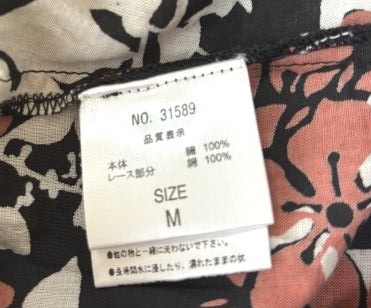 NO. 31589
品質表示
本体 綿 100%
レース部分 綿 100%
SIZE
M
●他の物と一緒に洗わないで下さい。
●長時間水に浸したり、濡れたままの状